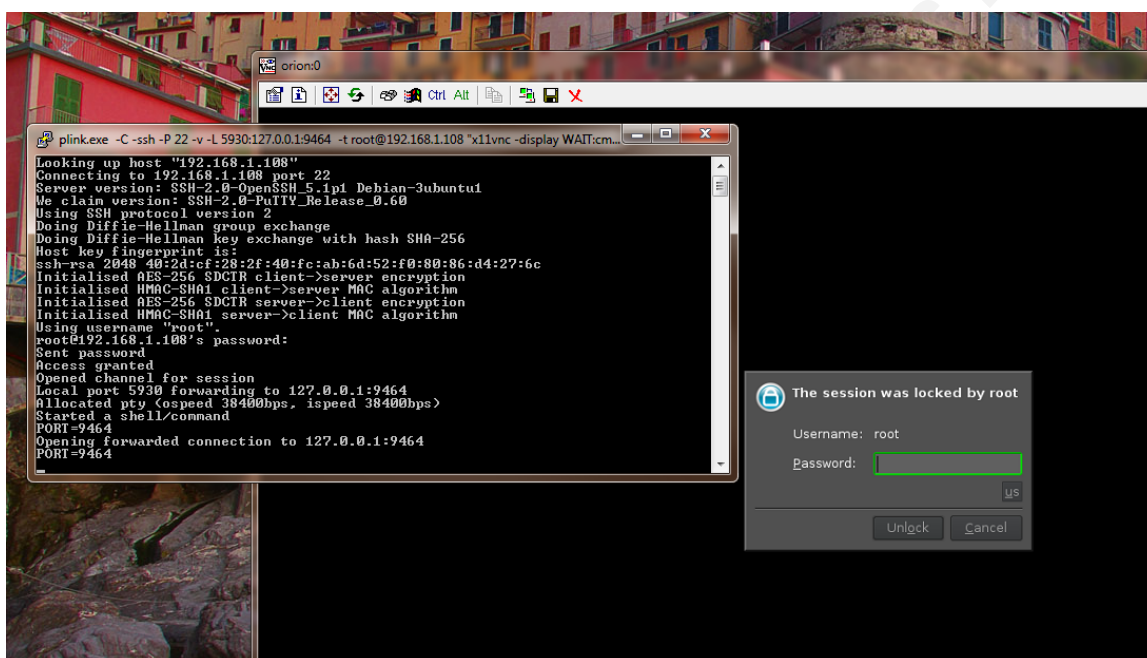 orion:0
Ctrl Alt
plink.exe -C -ssh -P 22 -v -L 5930:127.0.0.1:9464 -t root@192.168.1.108 "x11vnc -display WAIT:cm...
Looking up host "192.168.1.108"
Connecting to 192.168.1.108 port 22
Server version: SSH-2.0-OpenSSH_5.1p1 Debian-3ubuntu1
We claim version: SSH-2.0-PuTTY_Release_0.60
Using SSH protocol version 2
Doing Diffie-Hellman group exchange
Doing Diffie-Hellman key exchange with hash SHA-256
Host key fingerprint is:
ssh-rsa 2048 40:2d:cf:28:2f:40:fc:ab:6d:52:f0:80:86:d4:27:6c
Initialised AES-256 SDCTR client->server encryption
Initialised HMAC-SHA1 client->server MAC algorithm
Initialised AES-256 SDCTR server->client encryption
Initialised HMAC-SHA1 server->client MAC algorithm
Using username "root".
root@192.168.1.108's password:
Sent password
Access granted
Opened channel for session
Local port 5930 forwarding to 127.0.0.1:9464
Allocated pty (ospeed 38400bps, ispeed 38400bps)
Started a shell/command
PORT=9464
Opening forwarded connection to 127.0.0.1:9464
PORT=9464
The session was locked by root
Username: root
Password:
us
Unlock Cancel